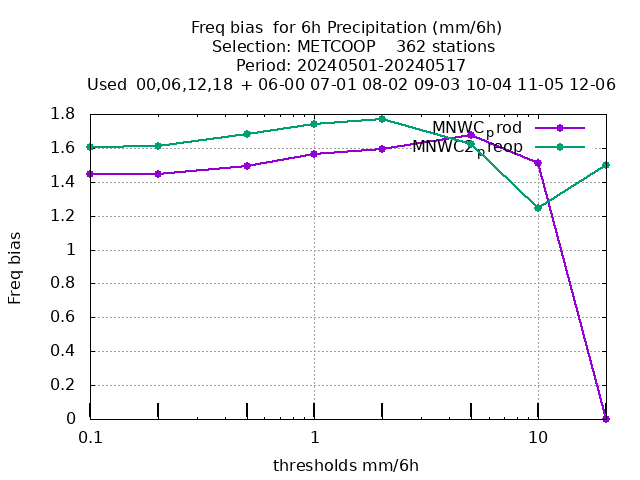 Freq bias  for 6h Precipitation (mm/6h)
Selection: METCOOP    362 stations
Period: 20240501-20240517
Used  00,06,12,18  + 06-00 07-01 08-02 09-03 10-04 11-05 12-06
1.8
1.6
1.4
1.2
1
0.8
0.6
0.4
0.2
0
Freq bias
MNWC_prod
MNWC2_preop
0.1
1
10
thresholds mm/6h